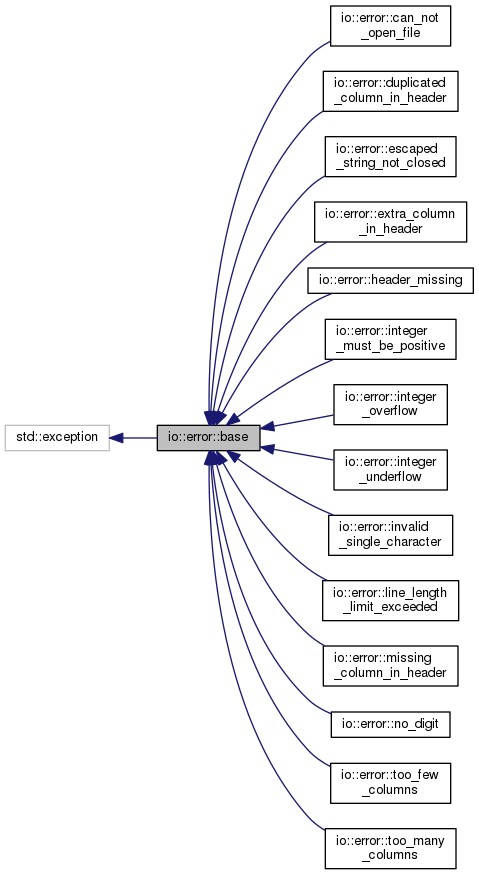 io::error::can_not
_open_file
io::error::duplicated
_column_in_header
io::error::escaped
_string_not_closed
io::error::extra_column
_in_header
io::error::header_missing
io::error::integer
_must_be_positive
io::error::integer
_overflow
std::exception
io::error::base
io::error::integer
_underflow
io::error::invalid
_single_character
io::error::line_length
_limit_exceeded
io::error::missing
_column_in_header
io::error::no_digit
io::error::too_few
_columns
io::error::too_many
_columns